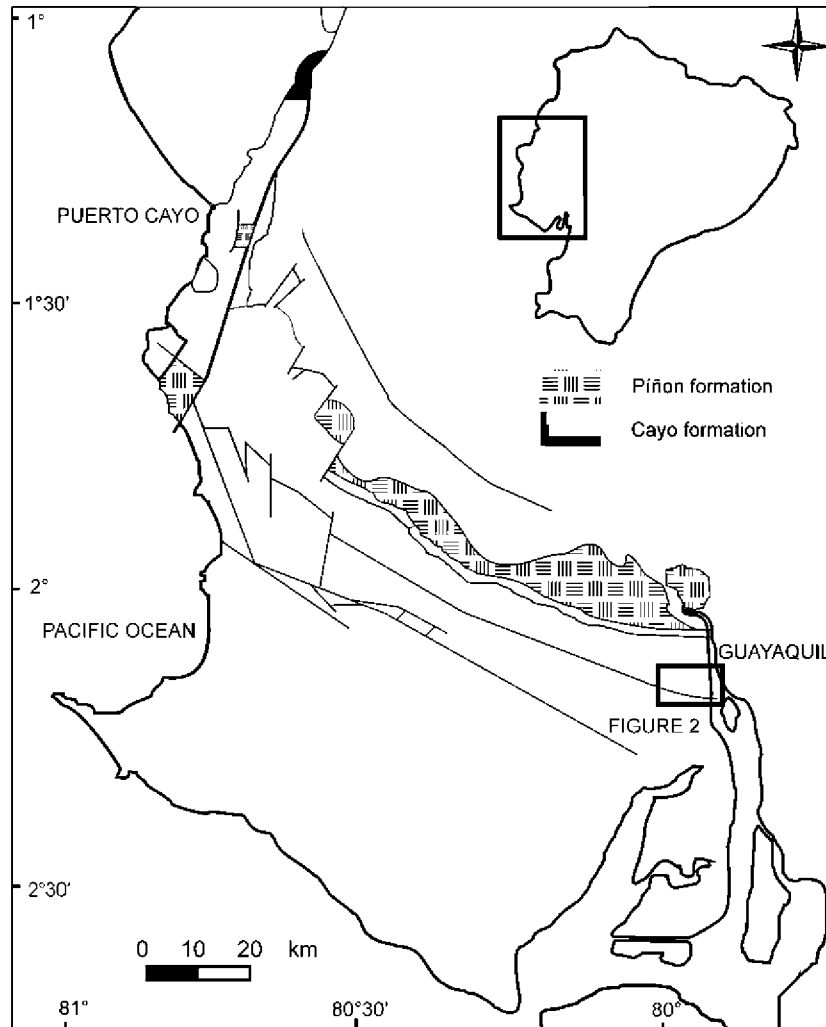 1°
PUERTO CAYO
1°30'
Píñon formation
Cayo formation
2°
PACIFIC OCEAN
GUAYAQUIL
FIGURE 2
2°30'
0 10 20 km
81° 80°30' 80°